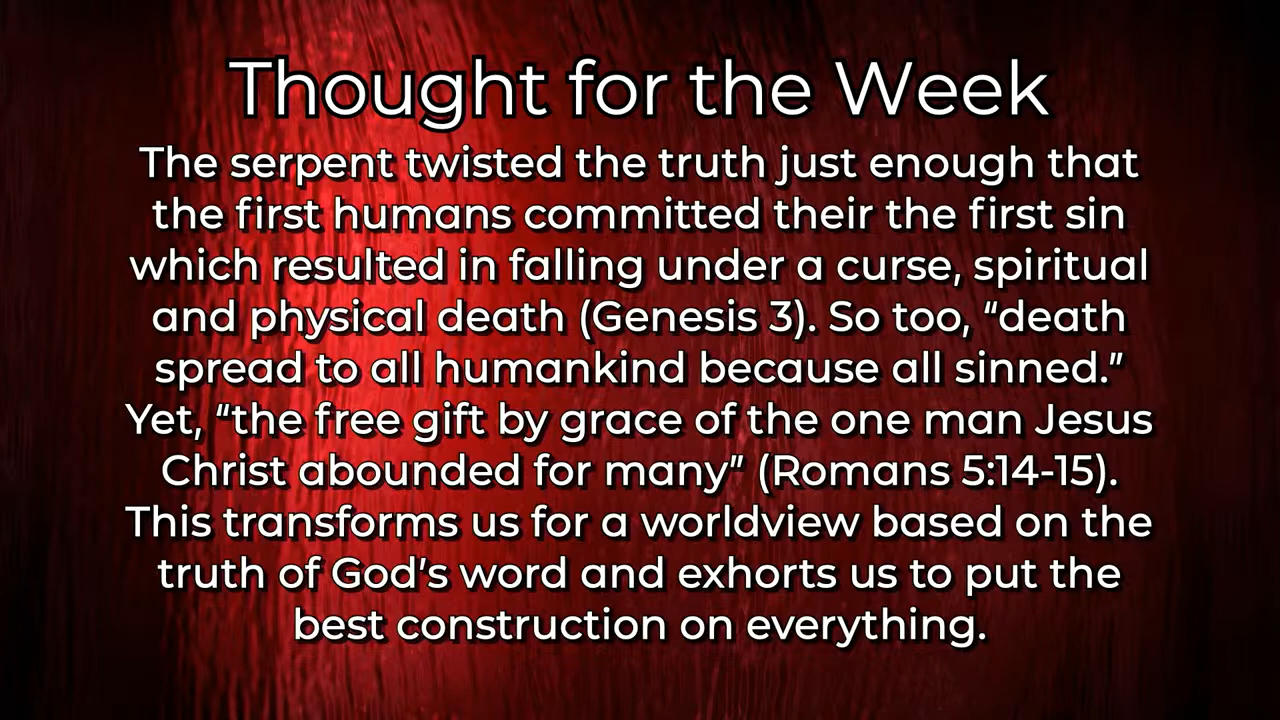 Thought for the Week
The serpent twisted the truth just enough that
the first humans committed their the first sin
which resulted in falling under a curse, spiritual
and physical death (Genesis 3). So too, “death
spread to all humankind because all sinned.”
Yet, “the free gift by grace of the one man Jesus
Christ abounded for many” (Romans 5:14-15).
This transforms us for a worldview based on the
truth of God’s word and exhorts us to put the
best construction on everything.